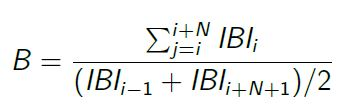 B = \frac{\sum_{j=i}^{i+N} IBI_i}{(IBI_{i-1} + IBI_{i+N+1})/2}